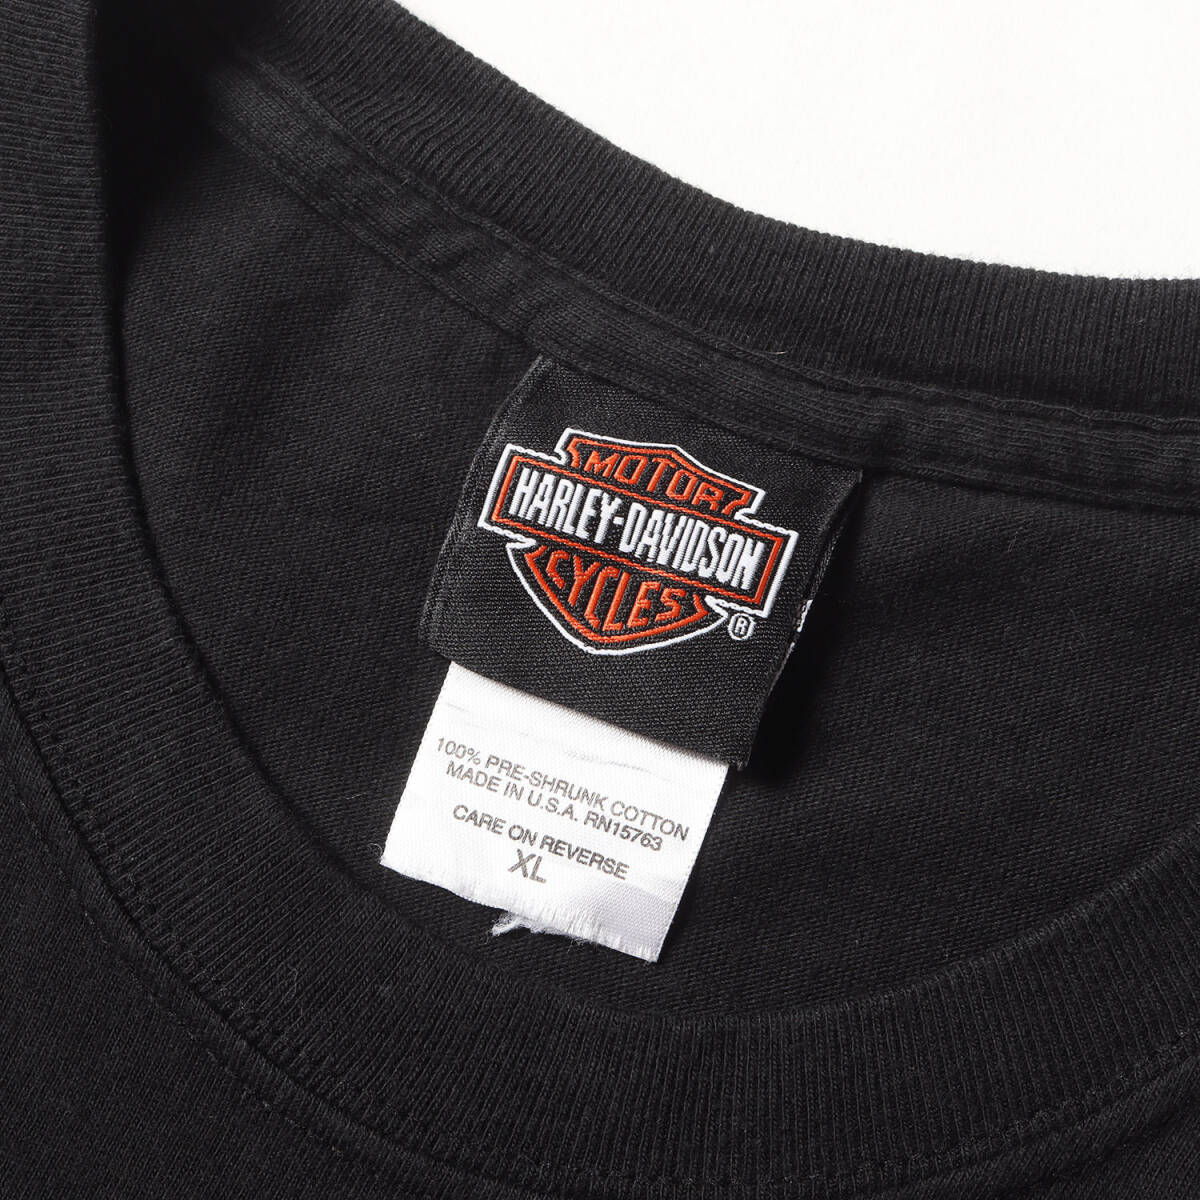 MOTOR
HARLEY-DAVIDSON
CYCLES
®
100% PRE-SHRUNK COTTON
MADE IN U.S.A. RN15763
CARE ON REVERSE
XL